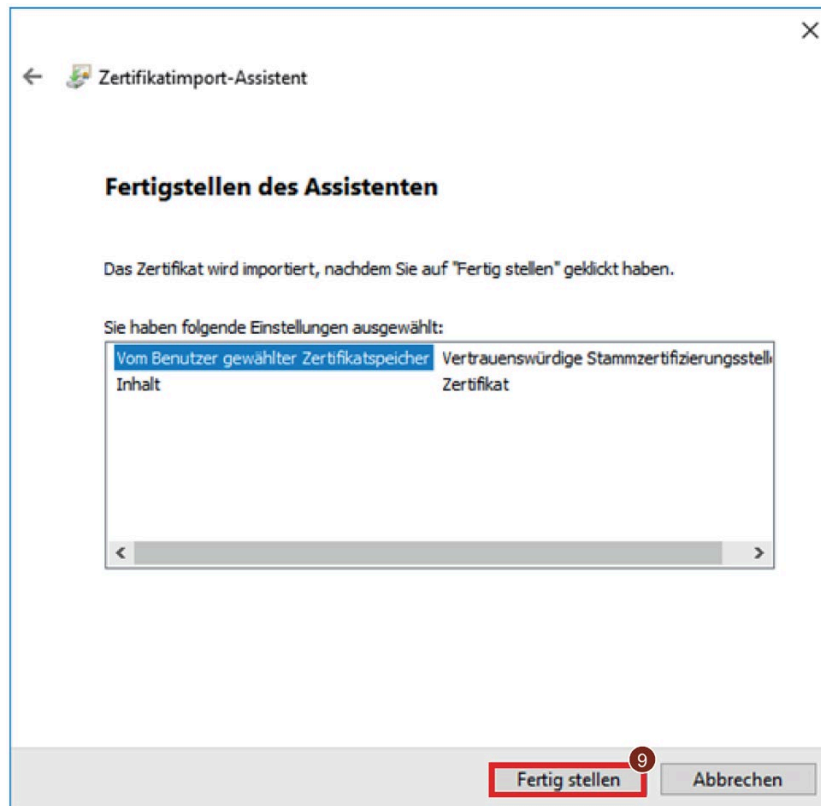 Zertifikatimport-Assistent
Fertigstellen des Assistenten
Das Zertifikat wird importiert, nachdem Sie auf "Fertig stellen" geklickt haben.
Sie haben folgende Einstellungen ausgewählt:
Vom Benutzer gewählter Zertifikatspeicher Vertrauenswürdige Stammzertifizierungsstell
Inhalt Zertifikat
9
Fertig stellen Abbrechen